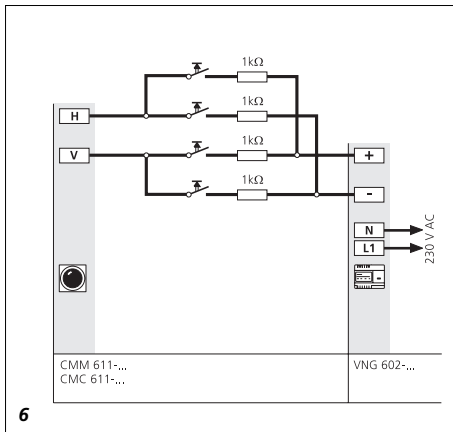 1kΩ
1kΩ
H
1kΩ
V
+
1kΩ
-
N
L1
230 V AC
CMM 611-...
CMC 611-...
VNG 602-...
6